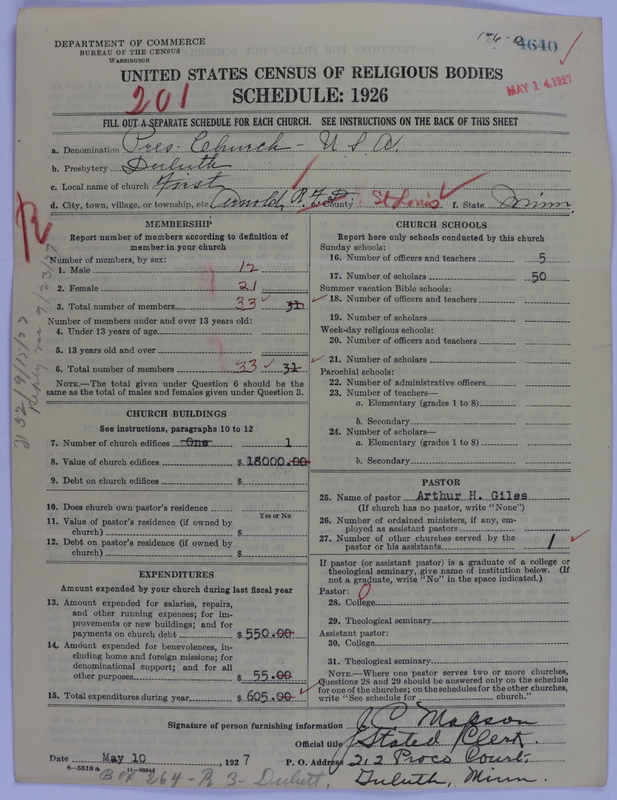 DEPARTMENT OF COMMERCE
BUREAU OF THE CENSUS
WASHINGTON
4640
MAY 14 1927
UNITED STATES CENSUS OF RELIGIOUS BODIES
201
SCHEDULE: 1926
FILL OUT A SEPARATE SCHEDULE FOR EACH CHURCH. SEE INSTRUCTIONS ON THE BACK OF THIS SHEET
a. Denomination Pres. Church - U S A.
b. Presbytery Duluth
c. Local name of church First
d. City, town, village, or township, etc Arnold, R.F.D. e. County St Louis f. State Minn.
MEMBERSHIP
Report number of members according to definition of
member in your church
Number of members, by sex:
1. Male 12
2. Female 21
3. Total number of members 33 31
Number of members under and over 13 years old:
4. Under 13 years of age
5. 13 years old and over
6. Total number of members 33 31
NOTE.—The total given under Question 6 should be the
same as the total of males and females given under Question 3.
CHURCH BUILDINGS
See instructions, paragraphs 10 to 12
7. Number of church edifices One 1
8. Value of church edifices $ 15000.00
9. Debt on church edifices $
10. Does church own pastor's residence
Yes or No
11. Value of pastor's residence (if owned by
church) $
12. Debt on pastor's residence (if owned by
church) $
EXPENDITURES
Amount expended by your church during last fiscal year
13. Amount expended for salaries, repairs,
and other running expenses; for im-
provements or new buildings; and for
payments on church debt $ 550.00
14. Amount expended for benevolences, in-
cluding home and foreign missions; for
denominational support; and for all
other purposes $ 55.00
15. Total expenditures during year $ 605.00
CHURCH SCHOOLS
Report here only schools conducted by this church
Sunday schools:
16. Number of officers and teachers 5
17. Number of scholars 50
Summer vacation Bible schools:
18. Number of officers and teachers
19. Number of scholars
Week-day religious schools:
20. Number of officers and teachers
21. Number of scholars
Parochial schools:
22. Number of administrative officers
23. Number of teachers—
a. Elementary (grades 1 to 8)
b. Secondary
24. Number of scholars—
a. Elementary (grades 1 to 8)
b. Secondary
PASTOR
25. Name of pastor Arthur H. Giles
(If church has no pastor, write "None")
26. Number of ordained ministers, if any, em-
ployed as assistant pastors
27. Number of other churches served by the
pastor or his assistants 1
If pastor (or assistant pastor) is a graduate of a college or
theological seminary, give name of institution below. (If
not a graduate, write "No" in the space indicated.)
Pastor: 0
28. College
29. Theological seminary
Assistant pastor:
30. College
31. Theological seminary
NOTE.—Where one pastor serves two or more churches,
Questions 28 and 29 should be answered only on the schedule
for one of the churches; on the schedules for the other churches,
write "See schedule for church."
Signature of person furnishing information J. C. Mapson
Official title Stated Clerk.
Date May 10, 1927 P. O. Address 212 Proco Court,
8-5518a
Box 264 - R 3 - Duluth, Duluth, Minn.